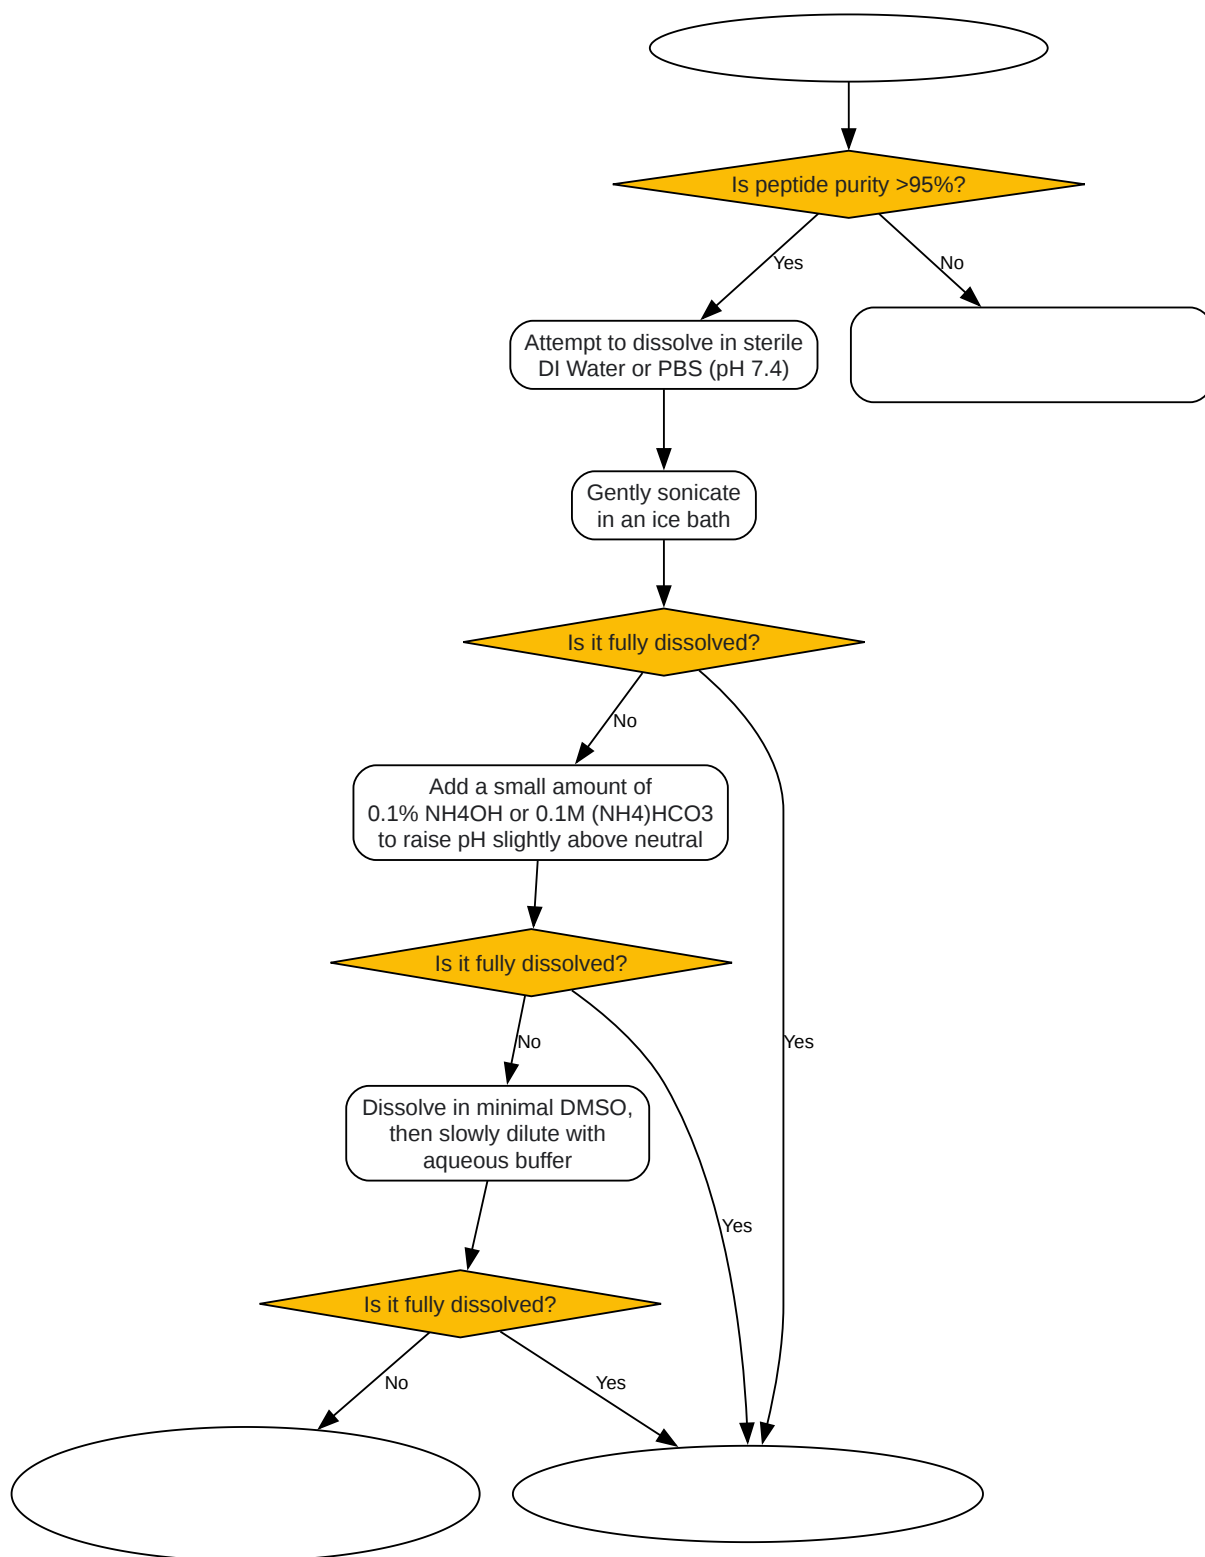 Is peptide purity >95%?
Yes
No
Attempt to dissolve in sterile
DI Water or PBS (pH 7.4)
Gently sonicate
in an ice bath
Is it fully dissolved?
No
Add a small amount of
0.1% NH4OH or 0.1M (NH4)HCO3
to raise pH slightly above neutral
Is it fully dissolved?
No
Yes
Dissolve in minimal DMSO,
then slowly dilute with
aqueous buffer
Yes
Is it fully dissolved?
No
Yes